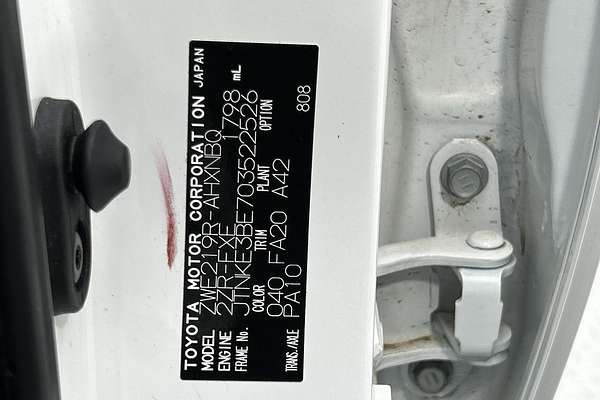 TOYOTA MOTOR CORPORATION JAPAN
MODEL ZWE219R-AHXNBQ
ENGINE 2ZR-FXE 1798 mL
FRAME No. JTNKE3BE703522526
COLOR TRIM PLANT OPTION
040 FA20 A42
TRANS./AXLE PA10 808